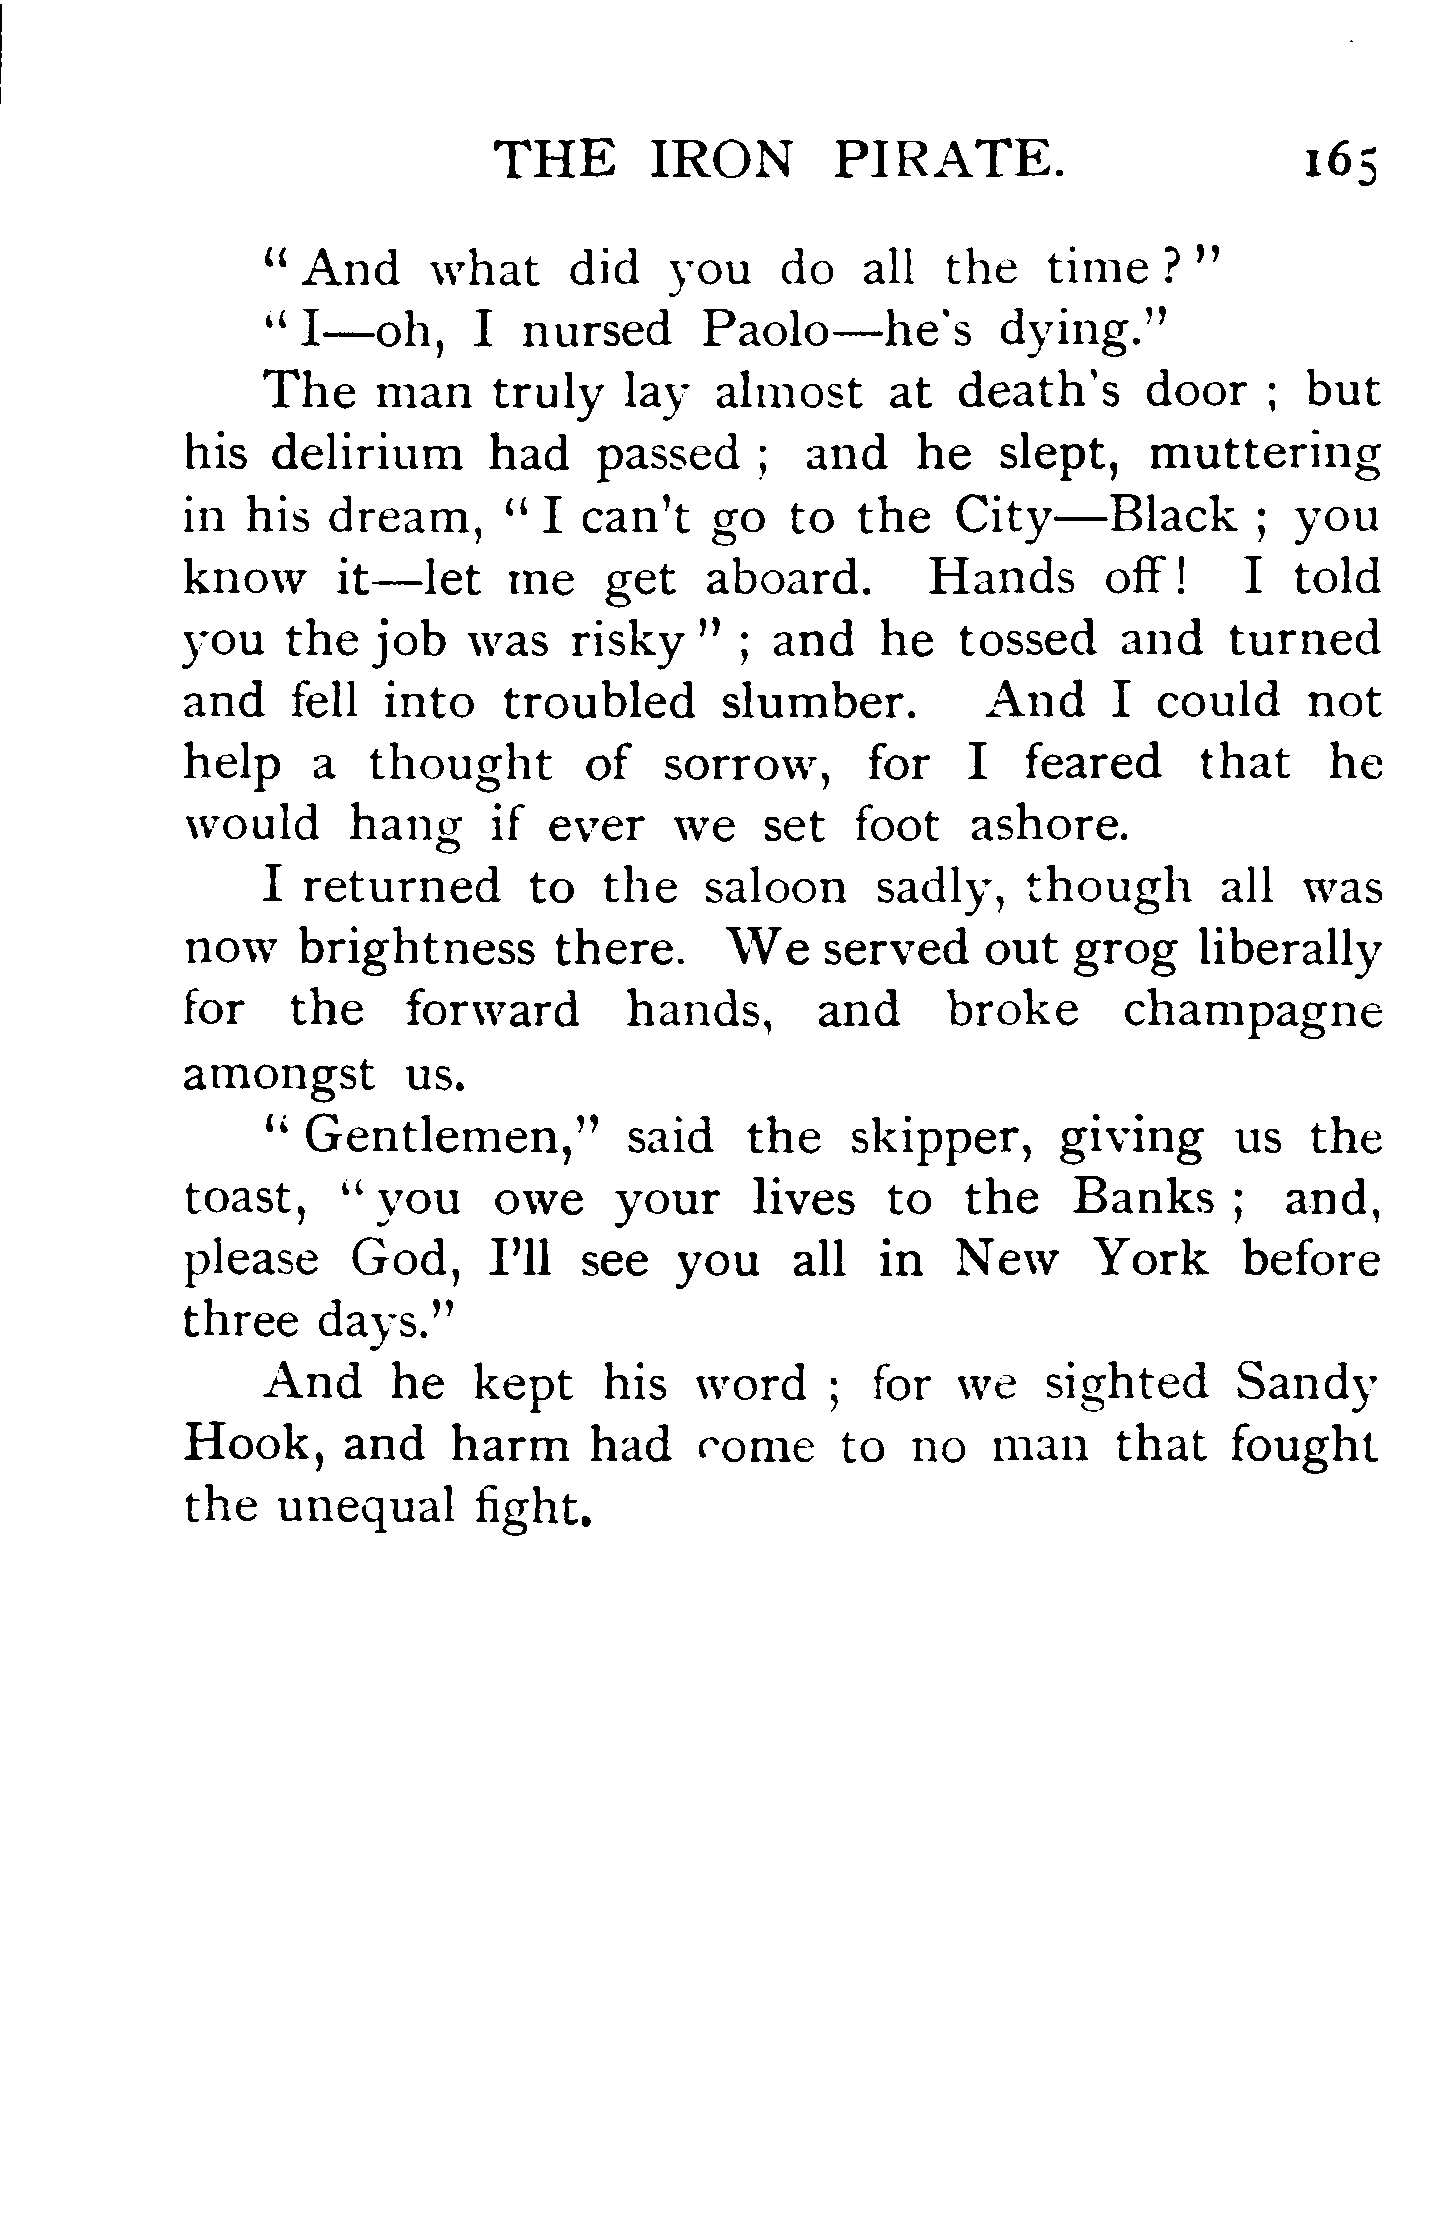 THE IRON PIRATE. 165
"And what did you do all the time?"
"I—oh, I nursed Paolo—he's dying."
The man truly lay almost at death's door; but
his delirium had passed; and he slept, muttering
in his dream, "I can't go to the City—Black; you
know it—let me get aboard. Hands off! I told
you the job was risky"; and he tossed and turned
and fell into troubled slumber. And I could not
help a thought of sorrow, for I feared that he
would hang if ever we set foot ashore.
I returned to the saloon sadly, though all was
now brightness there. We served out grog liberally
for the forward hands, and broke champagne
amongst us.
"Gentlemen," said the skipper, giving us the
toast, "you owe your lives to the Banks; and,
please God, I'll see you all in New York before
three days."
And he kept his word; for we sighted Sandy
Hook, and harm had come to no man that fought
the unequal fight.